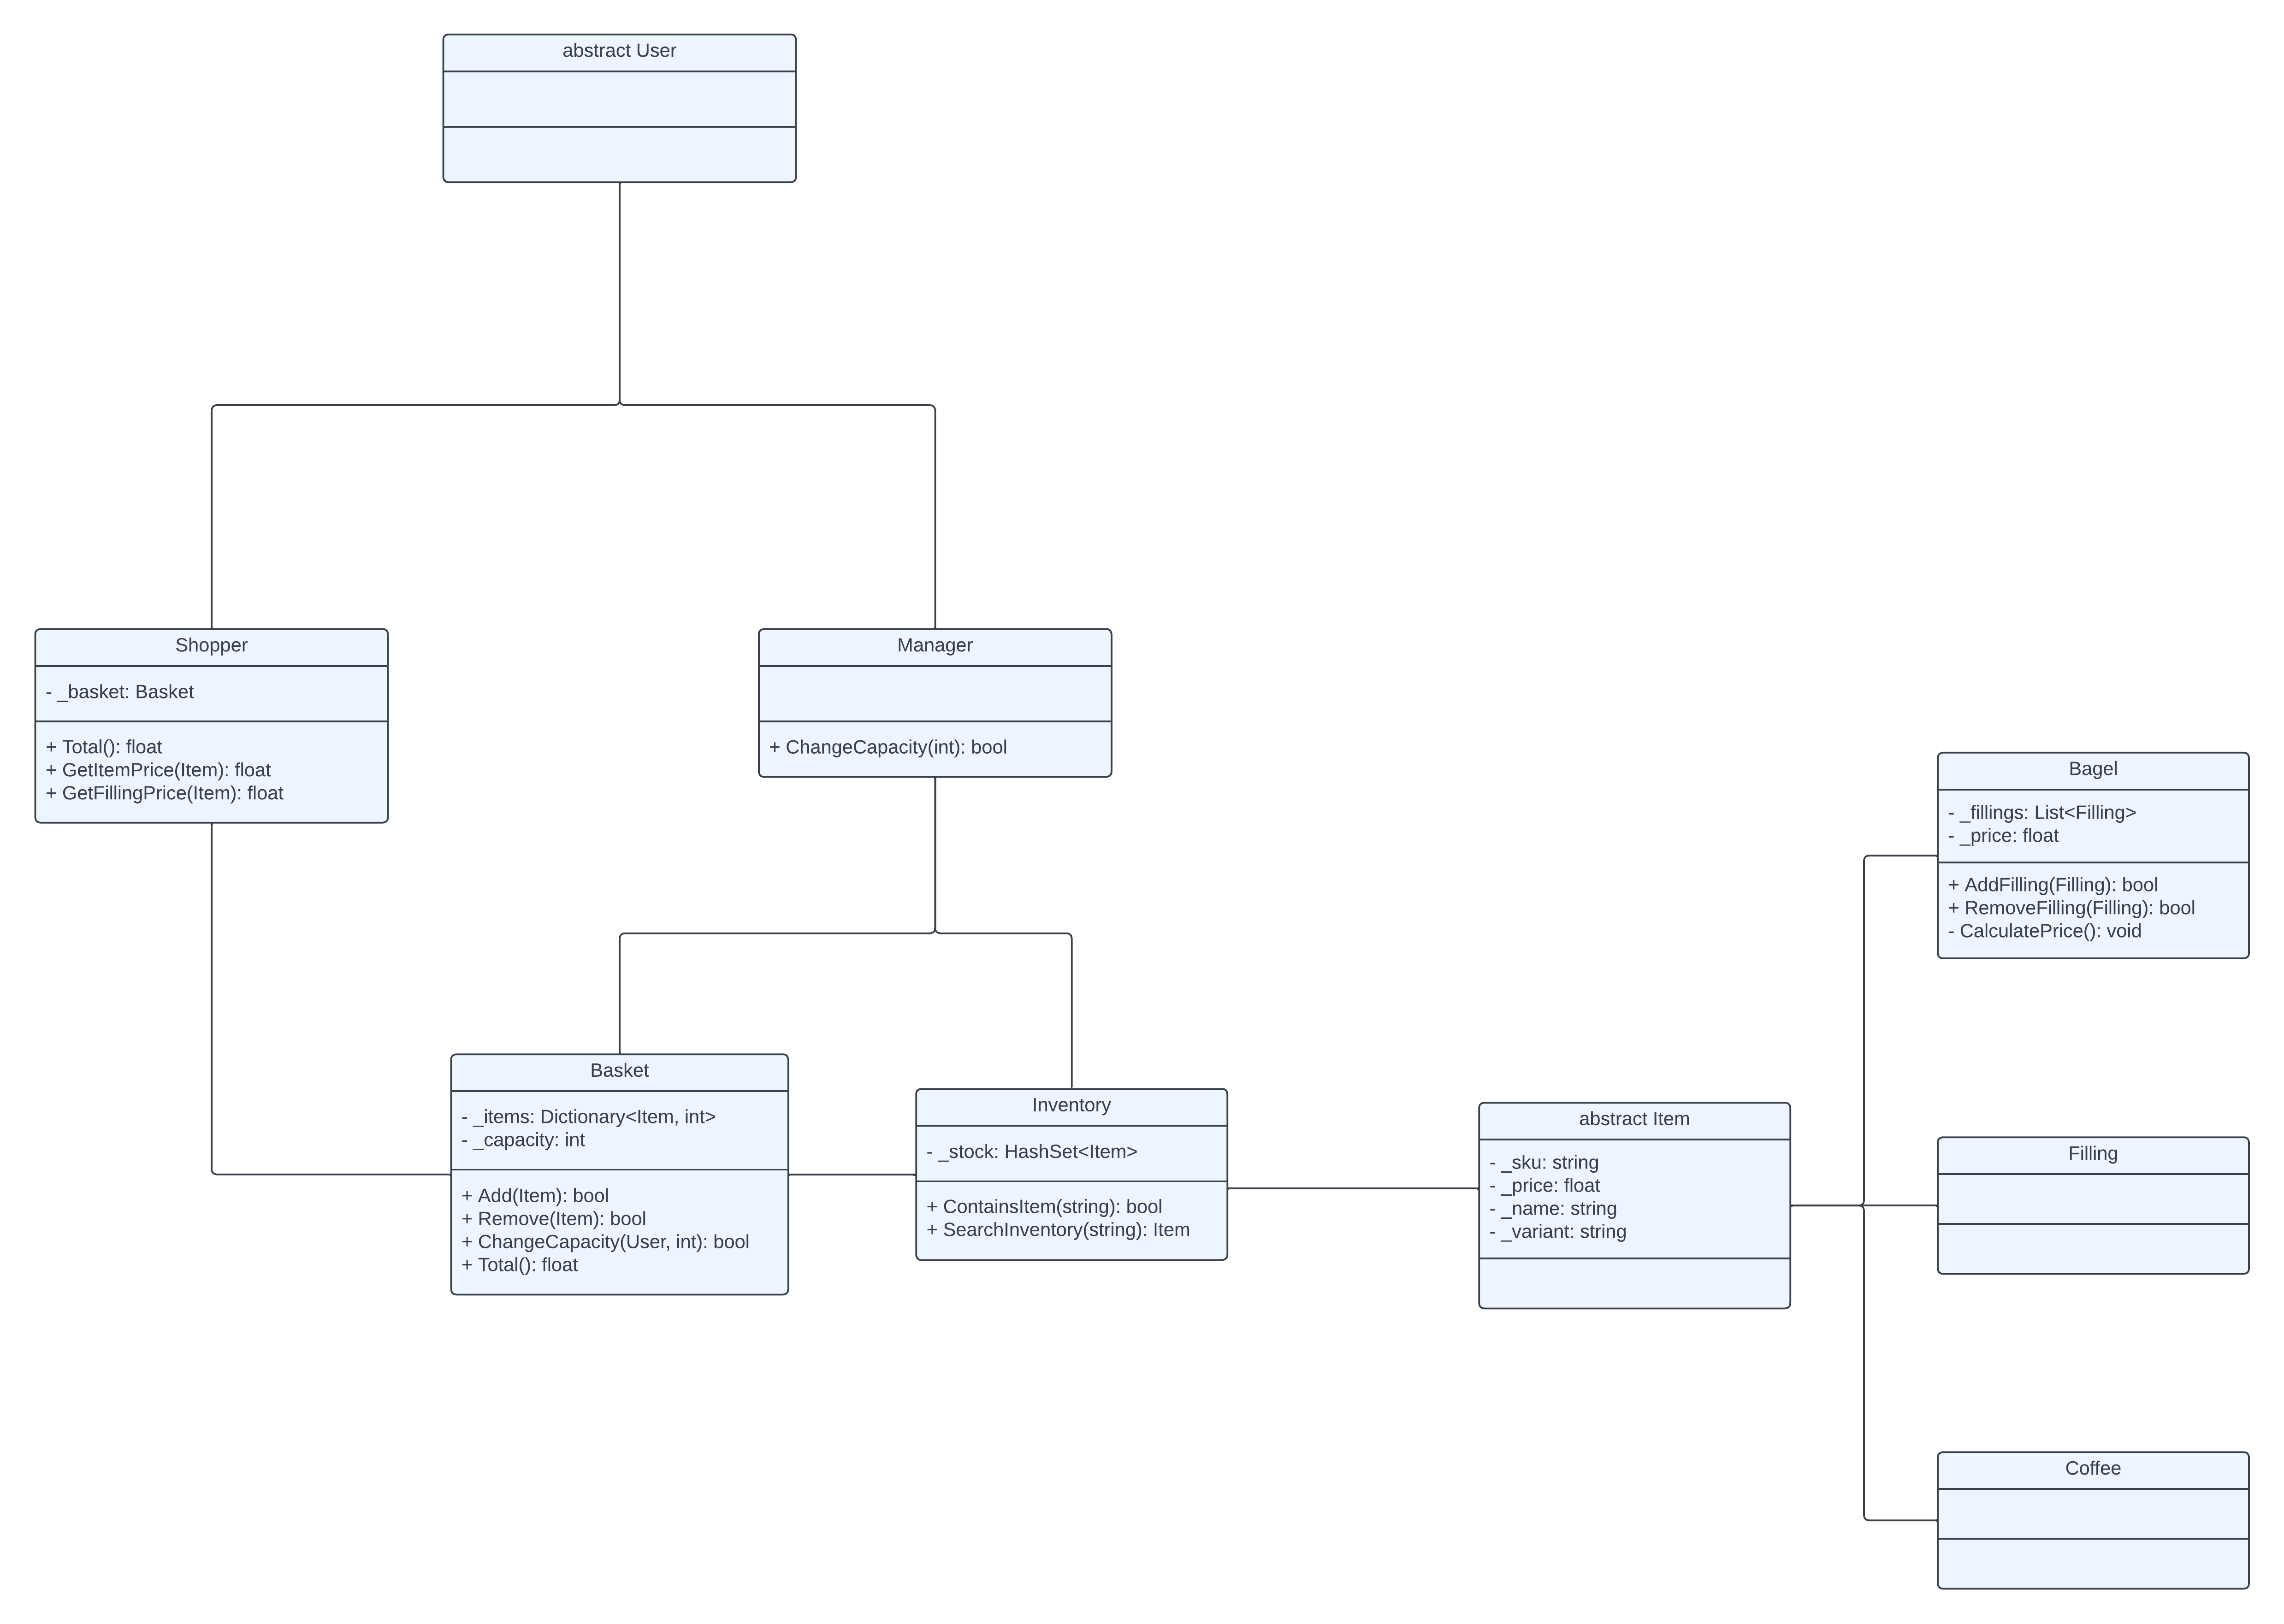 abstract User
Shopper
- _basket: Basket
+ Total(): float
+ GetItemPrice(Item): float
+ GetFillingPrice(Item): float
Manager
+ ChangeCapacity(int): bool
Basket
- _items: Dictionary<Item, int>
- _capacity: int
+ Add(Item): bool
+ Remove(Item): bool
+ ChangeCapacity(User, int): bool
+ Total(): float
Inventory
- _stock: HashSet<Item>
+ ContainsItem(string): bool
+ SearchInventory(string): Item
abstract Item
- _sku: string
- _price: float
- _name: string
- _variant: string
Bagel
- _fillings: List<Filling>
- _price: float
+ AddFilling(Filling): bool
+ RemoveFilling(Filling): bool
- CalculatePrice(): void
Filling
Coffee